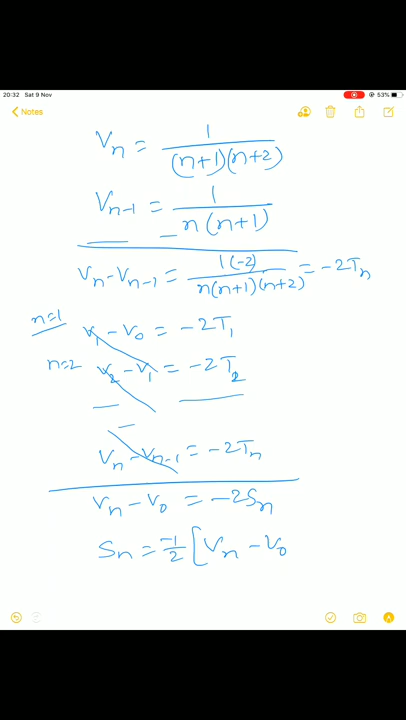 20:32 Sat 9 Nov 53%
Notes
Vn = 1/((n+1)(n+2))
Vn-1 = 1/(n(n+1))
Vn - Vn-1 = 1(-2)/(n(n+1)(n+2)) = -2Tn
n=1 V1 - V0 = -2T1
n=2 V2 - V1 = -2T2
Vn - Vn-1 = -2Tn
Vn - V0 = -2Sn
Sn = -1/2 [Vn - V0